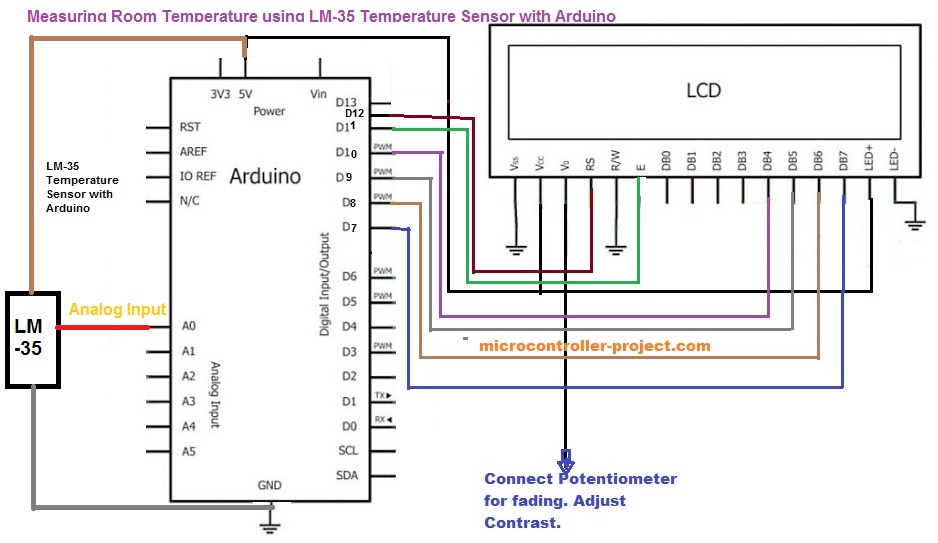 Measuring Room Temperature using LM-35 Temperature Sensor with Arduino
LCD
Vss
Vcc
V0
RS
R/W
E
DB0
DB1
DB2
DB3
DB4
DB5
DB6
DB7
LED+
LED-
3V3
5V
Vin
Power
Arduino
RST
AREF
IO REF
N/C
LM-35
Temperature
Sensor with
Arduino
D13
D12
D11
D10
PWM
D9
PWM
D8
PWM
D7
D6
PWM
D5
PWM
D4
D3
PWM
D2
D1
TX▶
D0
RX◀
SCL
SDA
Digital Input/Output
LM
-35
Analog Input
A0
A1
A2
A3
A4
A5
Analog Input
GND
microcontroller-project.com
Connect Potentiometer
for fading. Adjust
Contrast.